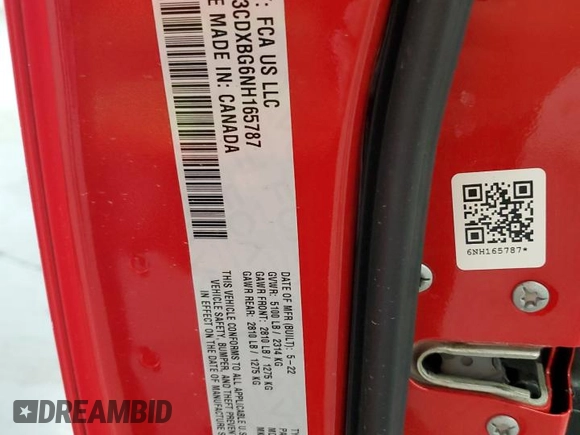 : FCA US LLC
3CDXBG6NH165787
E MADE IN: CANADA
DATE OF MFR (BUILT): 5-22
GVWR: 5100 LB / 2314 KG
GAWR FRONT: 2810 LB / 1275 KG
GAWR REAR: 2810 LB / 1275 KG
THIS VEHICLE CONFORMS TO ALL APPLICABLE U.S
VEHICLE SAFETY, BUMPER, AND THEFT
IN EFFECT ON THE DATE OF MANUFACTURE S
6NH165787*
DREAMBID